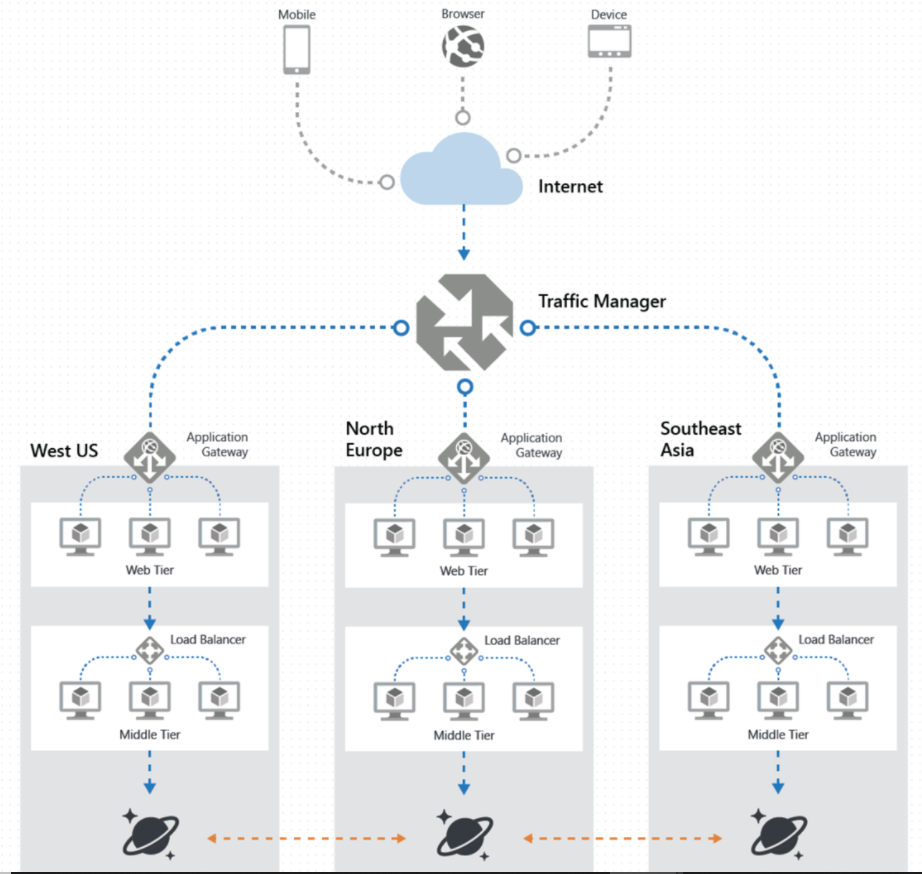 Mobile
Browser
Device
Internet
Traffic Manager
West US
Application
Gateway
North
Europe
Application
Gateway
Southeast
Asia
Application
Gateway
Web Tier
Web Tier
Web Tier
Load Balancer
Load Balancer
Load Balancer
Middle Tier
Middle Tier
Middle Tier